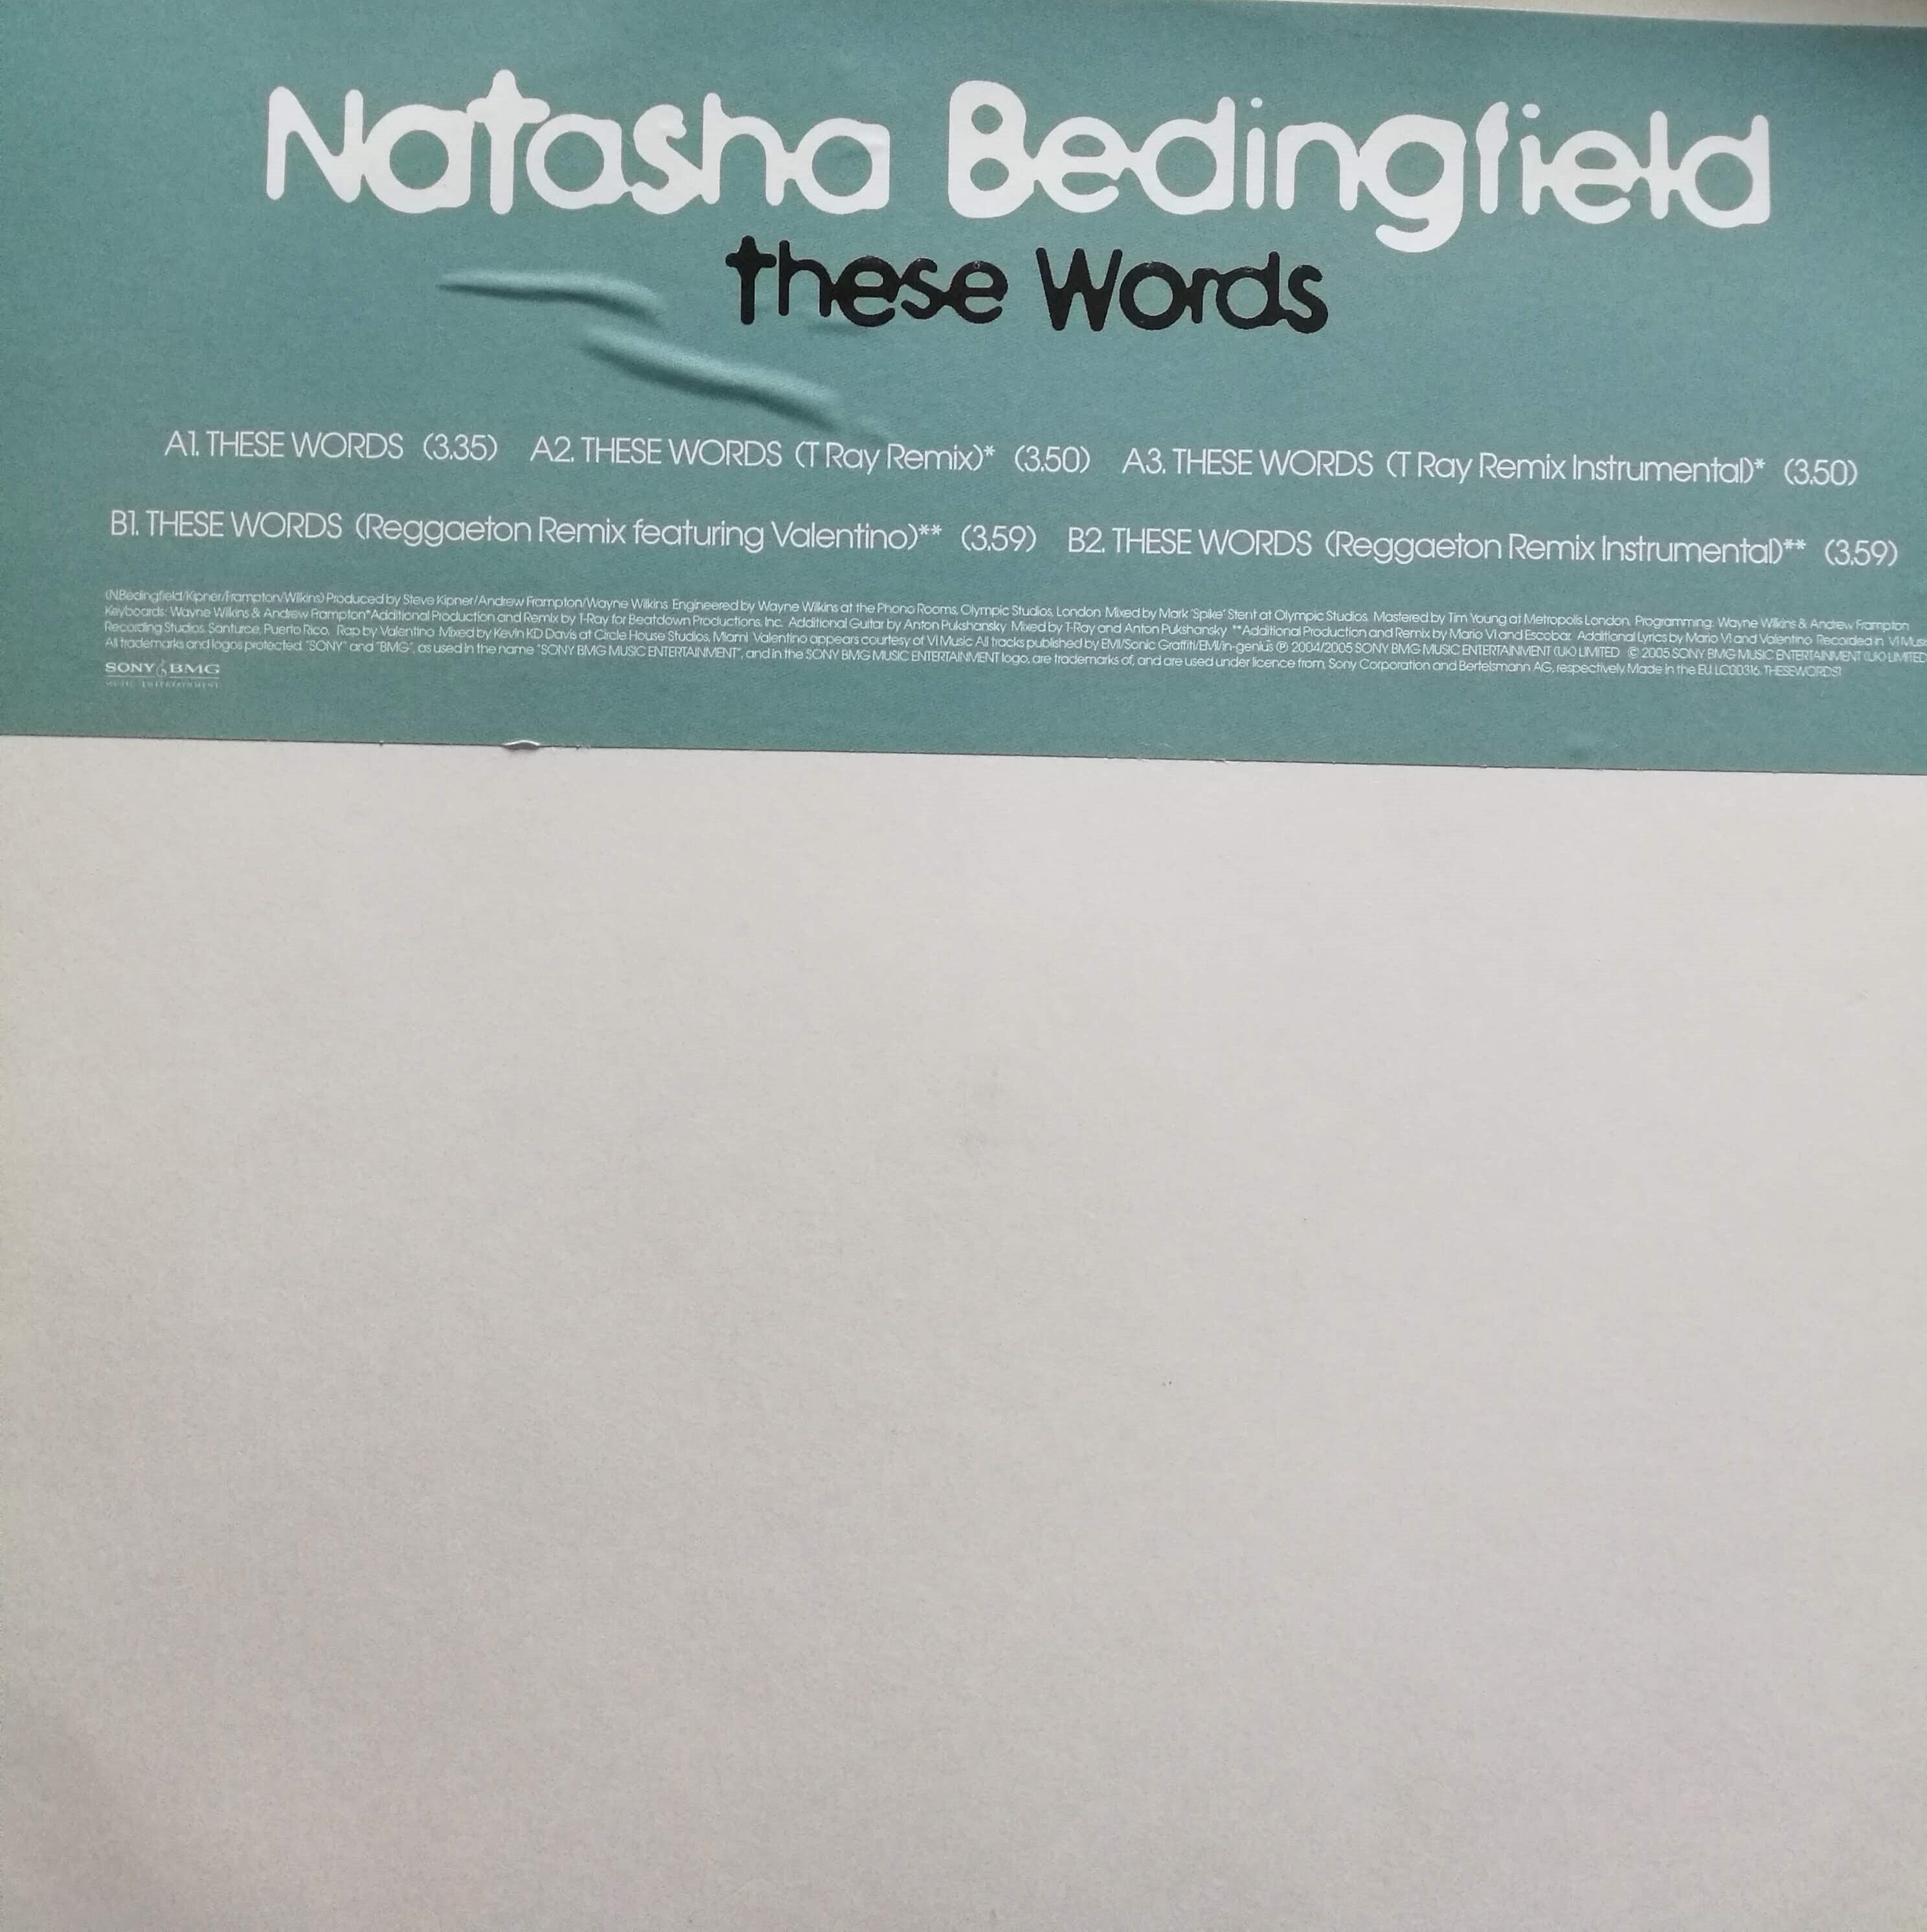 Natasha Bedingfield
these Words
A1. THESE WORDS (3.35) A2. THESE WORDS (T Ray Remix)* (3.50) A3. THESE WORDS (T Ray Remix Instrumental)* (3.50)
B1. THESE WORDS (Reggaeton Remix featuring Valentino)** (3.59) B2. THESE WORDS (Reggaeton Remix Instrumental)** (3.59)
(N.Bedingfield/Kipner/Frampton/Wilkins) Produced by Steve Kipner/Andrew Frampton/Wayne Wilkins Engineered by Wayne Wilkins at the Phono Rooms, Olympic Studios, London Mixed by Mark 'Spike' Stent at Olympic Studios. Mastered by Tim Young at Metropolis London. Programming: Wayne Wilkins & Andrew Frampton
Keyboards: Wayne Wilkins & Andrew Frampton *Additional Production and Remix by T-Ray for Beatdown Productions, Inc. Additional Guitar by Anton Pukshansky Mixed by T-Ray and Anton Pukshansky **Additional Production and Remix by Mario VI and Escobar. Additional Lyrics by Mario VI and Valentino Recorded in VI Mus
Recording Studios, Santurce, Puerto Rico. Rap by Valentino Mixed by Kevin KD Davis at Circle House Studios, Miami Valentino appears courtesy of VI Music All tracks published by EMI/Sonic Graffiti/EMI/in-genius ℗ 2004/2005 SONY BMG MUSIC ENTERTAINMENT (UK) LIMITED © 2005 SONY BMG MUSIC ENTERTAINMENT (UK) LIMITED
All trademarks and logos protected. "SONY" and "BMG", as used in the name "SONY BMG MUSIC ENTERTAINMENT", and in the SONY BMG MUSIC ENTERTAINMENT logo, are trademarks of, and are used under licence from, Sony Corporation and Bertelsmann AG, respectively. Made in the EU. LC00316. THESEWORDS1
SONY BMG
MUSIC ENTERTAINMENT